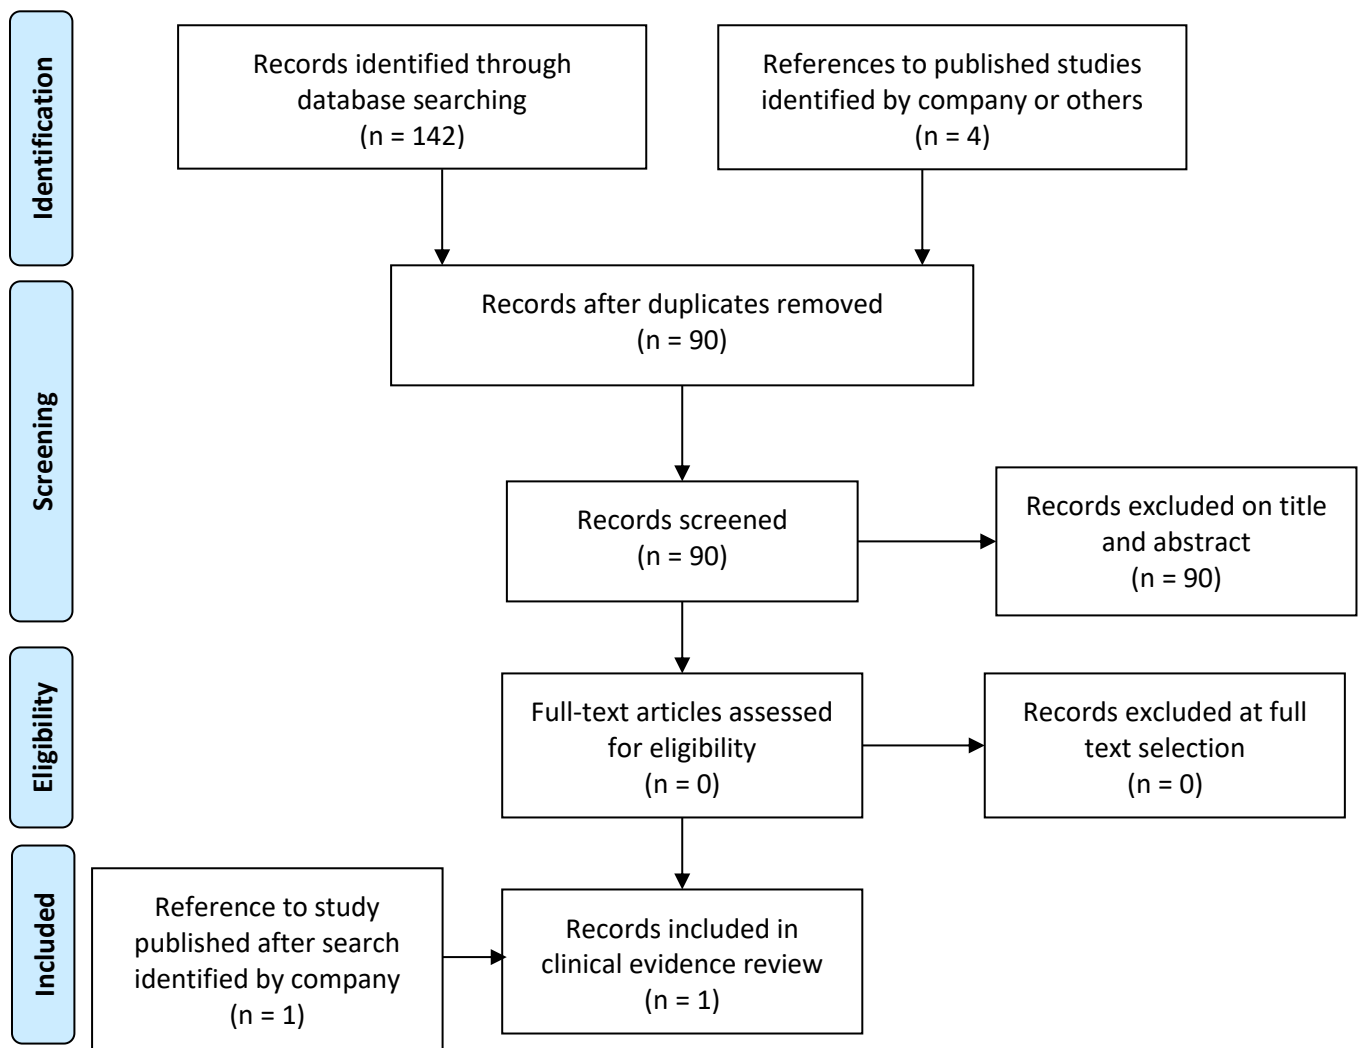 Identification
Records identified through
database searching
(n = 142)
References to published studies
identified by company or others
(n = 4)
Screening
Records after duplicates removed
(n = 90)
Records screened
(n = 90)
Records excluded on title
and abstract
(n = 90)
Eligibility
Full-text articles assessed
for eligibility
(n = 0)
Records excluded at full
text selection
(n = 0)
Included
Reference to study
published after search
identified by company
(n = 1)
Records included in
clinical evidence review
(n = 1)